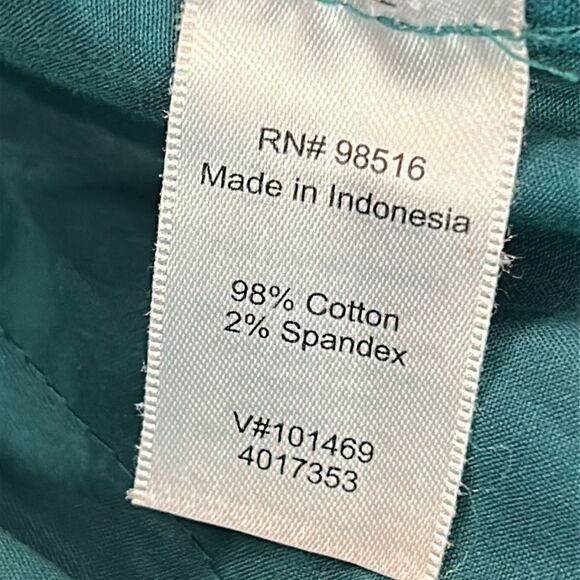 RN# 98516
Made in Indonesia
98% Cotton
2% Spandex
V#101469
4017353